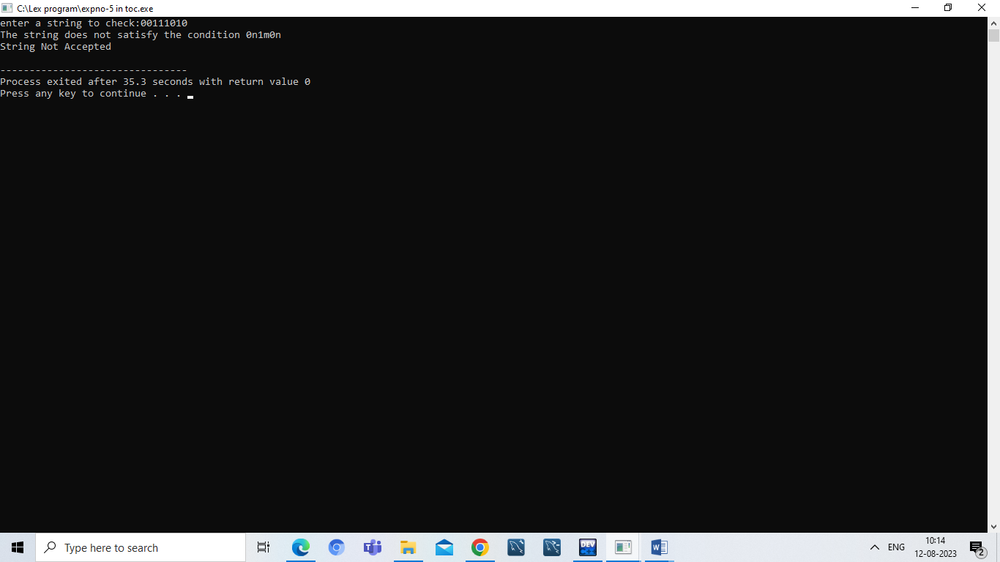 C:\Lex program\expno-5 in toc.exe
enter a string to check:00111010
The string does not satisfy the condition 0n1m0n
String Not Accepted
--------------------------------
Process exited after 35.3 seconds with return value 0
Press any key to continue . . .
Type here to search
DEV
ENG
10:14
12-08-2023
2